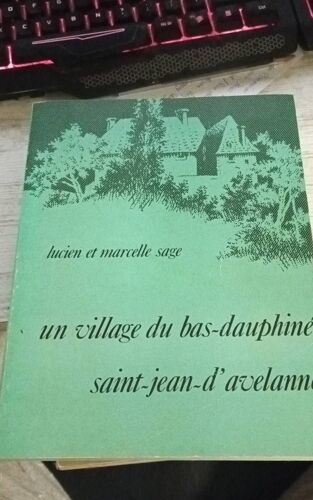 lucien et marcelle sage
un village du bas-dauphiné
saint-jean-d'avelann